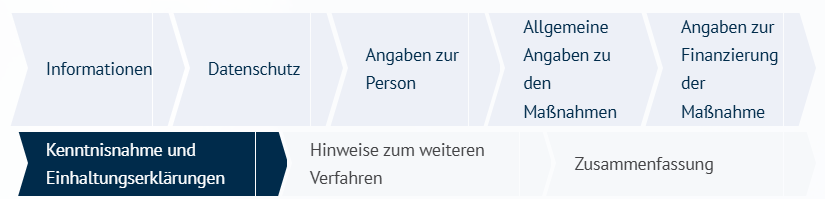 Informationen
Datenschutz
Angaben zur
Person
Allgemeine
Angaben zu
den
Maßnahmen
Angaben zur
Finanzierung
der
Maßnahme
Kenntnisnahme und
Einhaltungserklärungen
Hinweise zum weiteren
Verfahren
Zusammenfassung